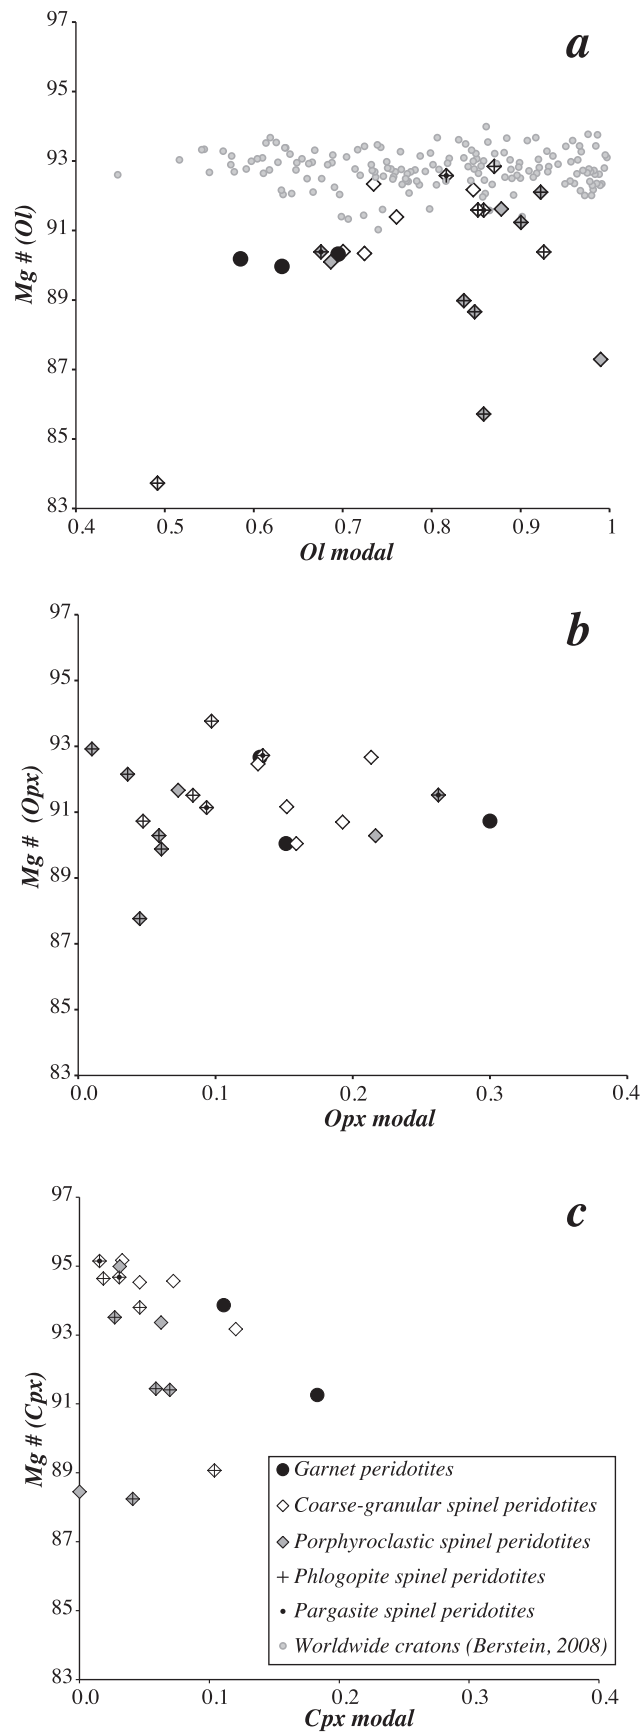 a
97
95
93
91
89
87
85
83
Mg # (Ol)
0.4 0.5 0.6 0.7 0.8 0.9 1
Ol modal
b
97
95
93
91
89
87
85
83
Mg # (Opx)
0.0 0.1 0.2 0.3 0.4
Opx modal
c
97
95
93
91
89
87
85
83
Mg # (Cpx)
Garnet peridotites
Coarse-granular spinel peridotites
Porphyroclastic spinel peridotites
Phlogopite spinel peridotites
Pargasite spinel peridotites
Worldwide cratons (Berstein, 2008)
0.0 0.1 0.2 0.3 0.4
Cpx modal